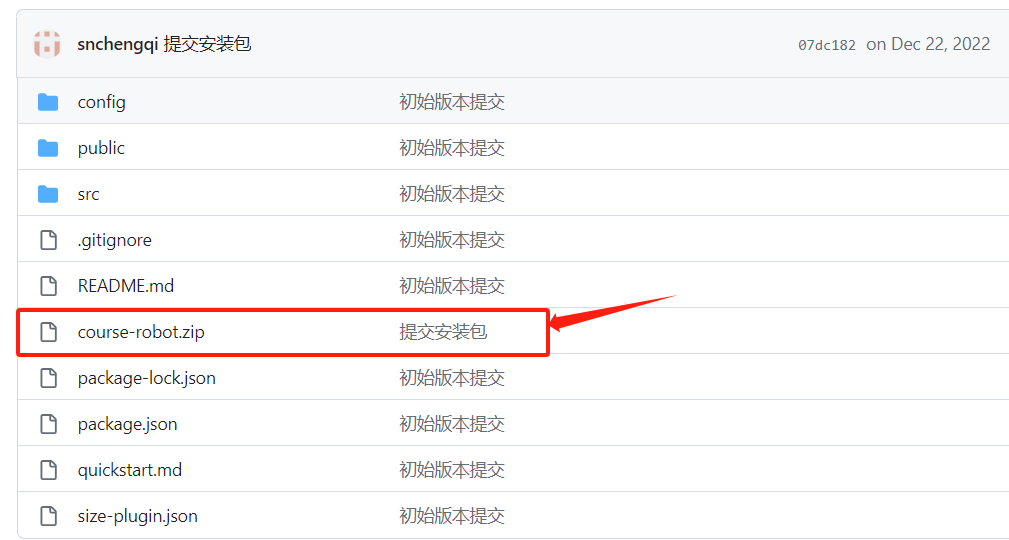 snchengqi 提交安装包 07dc182 on Dec 22, 2022
config 初始版本提交
public 初始版本提交
src 初始版本提交
.gitignore 初始版本提交
README.md 初始版本提交
course-robot.zip 提交安装包
package-lock.json 初始版本提交
package.json 初始版本提交
quickstart.md 初始版本提交
size-plugin.json 初始版本提交